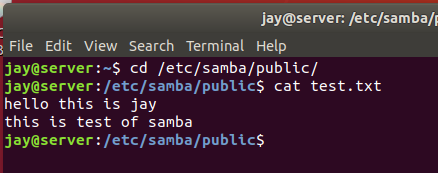 jay@server: /etc/samba/p
File Edit View Search Terminal Help
jay@server:~$ cd /etc/samba/public/
jay@server:/etc/samba/public$ cat test.txt
hello this is jay
this is test of samba
jay@server:/etc/samba/public$